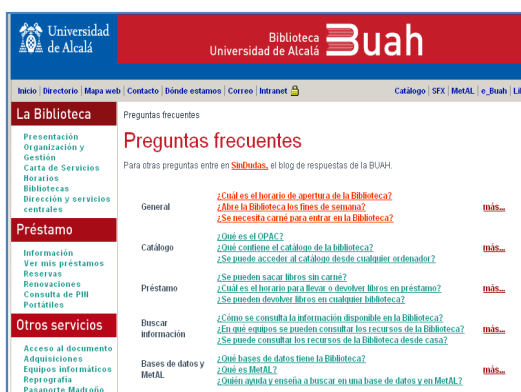 Universidad
de Alcalá
Biblioteca
Universidad de Alcalá
Buah
Inicio | Directorio | Mapa web | Contacto | Dónde estamos | Correo | Intranet
Catálogo | SFX | MetAL | e_Buah |
La Biblioteca
Presentación
Organización y
Gestión
Carta de Servicios
Horarios
Bibliotecas
Dirección y servicios
centrales
Préstamo
Información
Ver mis préstamos
Reservas
Renovaciones
Consulta de PIN
Portátiles
Otros servicios
Acceso al documento
Adquisiciones
Equipos informáticos
Reprografía
Pasaporte Madroño
Preguntas frecuentes
Preguntas frecuentes
Para otras preguntas entre en SinDudas, el blog de respuestas de la BUAH.
General
¿Cuál es el horario de apertura de la Biblioteca?
¿Abre la Biblioteca los fines de semana?
¿Se necesita carné para entrar en la Biblioteca?
más...
Catálogo
¿Qué es el OPAC?
¿Qué contiene el catálogo de la biblioteca?
¿Se puede acceder al catálogo desde cualquier ordenador?
más...
Préstamo
¿Se pueden sacar libros sin carné?
¿Cuál es el horario para llevar o devolver libros en préstamo?
¿Se pueden devolver libros en cualquier biblioteca?
más...
Buscar
información
¿Cómo se consulta la información disponible en la Biblioteca?
¿En qué equipos se pueden consultar los recursos de la Biblioteca?
¿Se puede consultar los recursos de la Biblioteca desde casa?
más...
Bases de datos y
MetAL
¿Qué bases de datos tiene la Biblioteca?
¿Qué es MetAL?
¿Quién ayuda y enseña a buscar en una base de datos y en MetAL?
más...